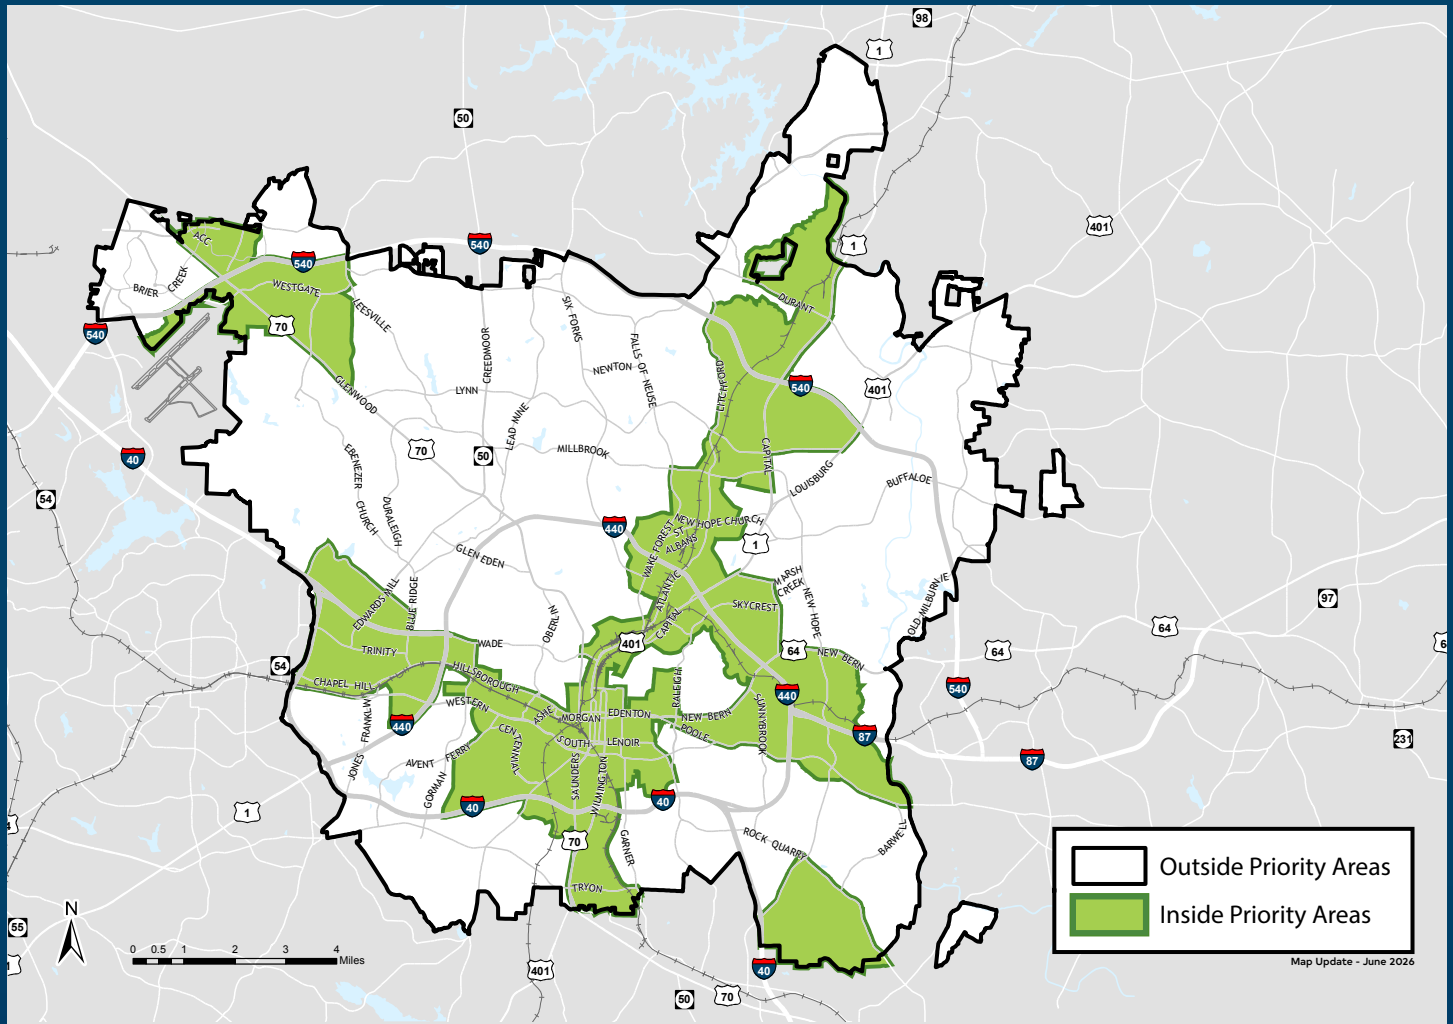 98
1
50
401
540
ACC
1
540
BRIER
CREEK
WESTGATE
DURANT
70
LEESVILLE
SIX FORKS
540
CREEDMOOR
FALLS OF NEUSE
NEWTON
LITCHFORD
540
401
GLENWOOD
LYNN
LEAD MINE
40
70
50
MILLBROOK
CAPITAL
EBENEZER
CHURCH
LOUISBURG
BUFFALOE
54
DURALEIGH
440
WAKE FOREST
NEW HOPE CHURCH
ST.
ALBANS
1
GLEN EDEN
EDWARDS MILL
BLUE RIDGE
ATLANTIC
CAPITAL
SKYCREST
MARSH
CREEK
NEW HOPE
OLD MILBURNIE
97
OBERLIN
401
64
64
64
54
TRINITY
WADE
NEW BERN
CHAPEL HILL
HILLSBOROUGH
RALEIGH
440
540
FRANKLIN
WESTERN
ASHE
MORGAN
EDENTON
NEW BERN
POOLE
SUNNYBROOK
440
CENTENNIAL
SOUTH
LENOIR
87
231
JONES
AVENT FERRY
GORMAN
SAUNDERS
WILMINGTON
87
40
40
1
70
GARNER
ROCK QUARRY
BARWELL
TRYON
Outside Priority Areas
Inside Priority Areas
Map Update - June 2026
N
55
0 0.5 1 2 3 4
Miles
401
40
50
70